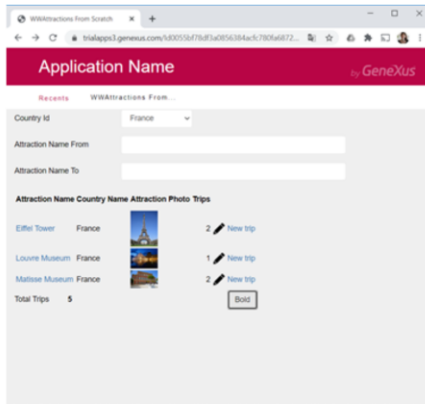 WWAttractions From Scratch
trialapps3.genexus.com/
Application Name
by GeneXus
Recents WWAttractions From...
Country Id France
Attraction Name From
Attraction Name To
Attraction Name Country Name Attraction Photo Trips
Eiffel Tower France 2 New trip
Louvre Museum France 1 New trip
Matisse Museum France 2 New trip
Total Trips 5 Bold